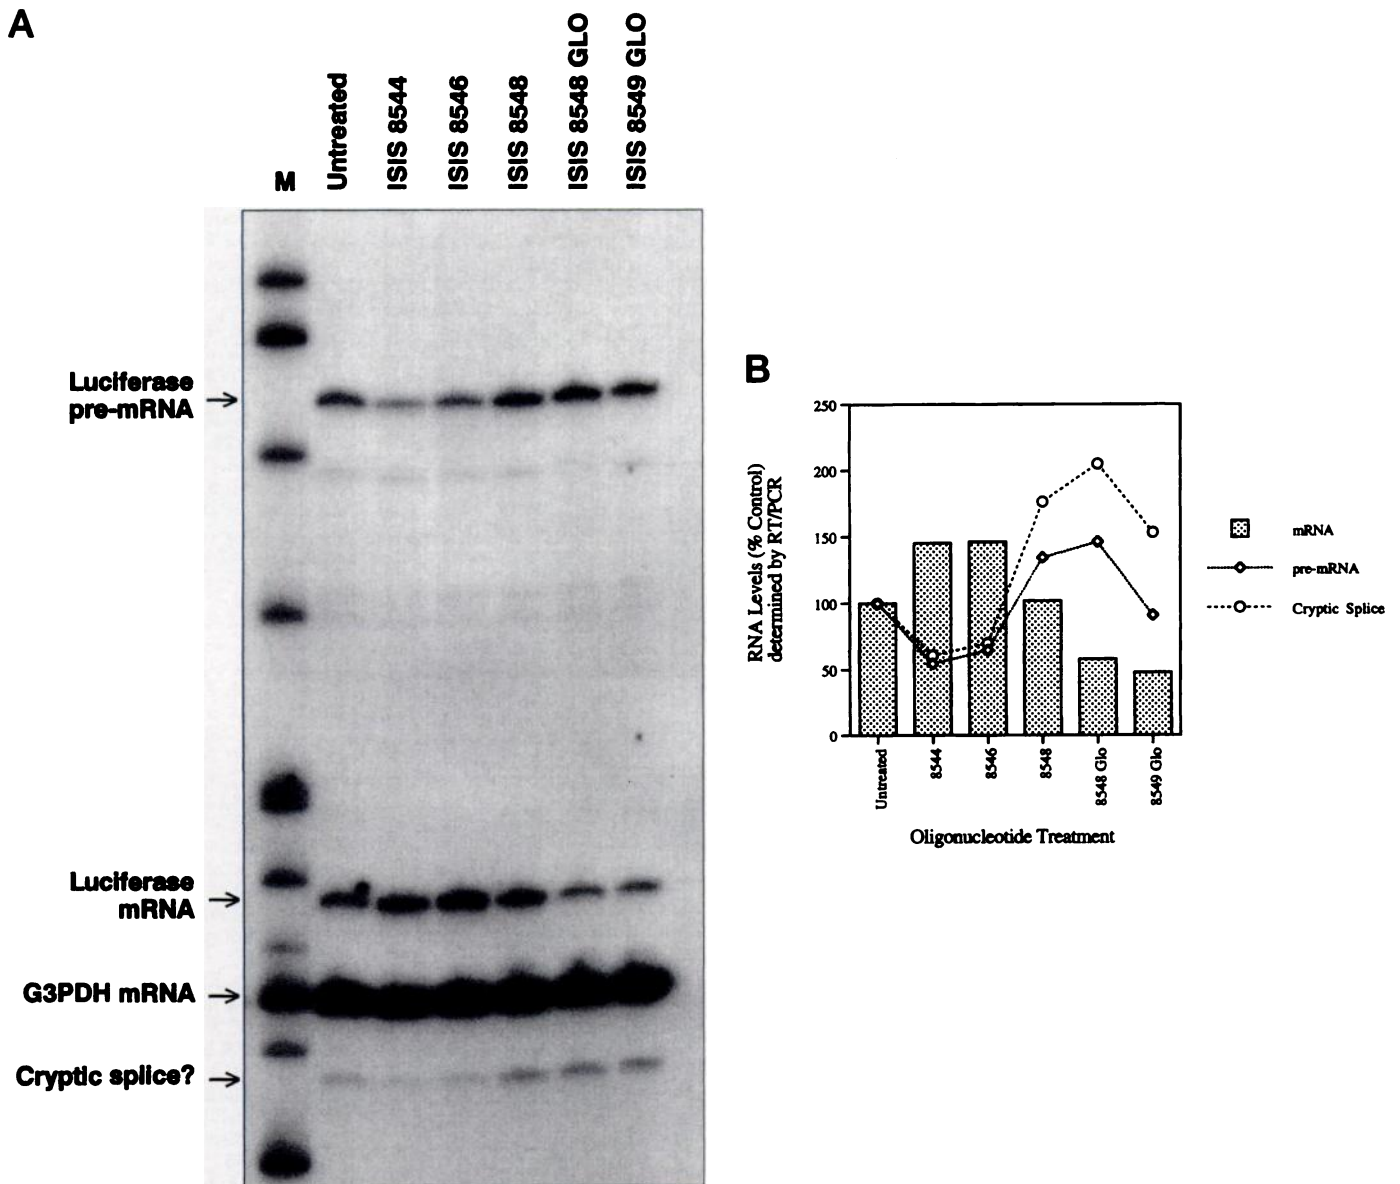 A
M
Untreated
ISIS 8544
ISIS 8546
ISIS 8548
ISIS 8548 GLO
ISIS 8549 GLO
Luciferase
pre-mRNA
Luciferase
mRNA
G3PDH mRNA
Cryptic splice?
B
RNA Levels (% Control)
determined by RT/PCR
250
200
150
100
50
0
Untreated
8544
8546
8548
8548 Glo
8549 Glo
Oligonucleotide Treatment
mRNA
pre-mRNA
Cryptic Splice